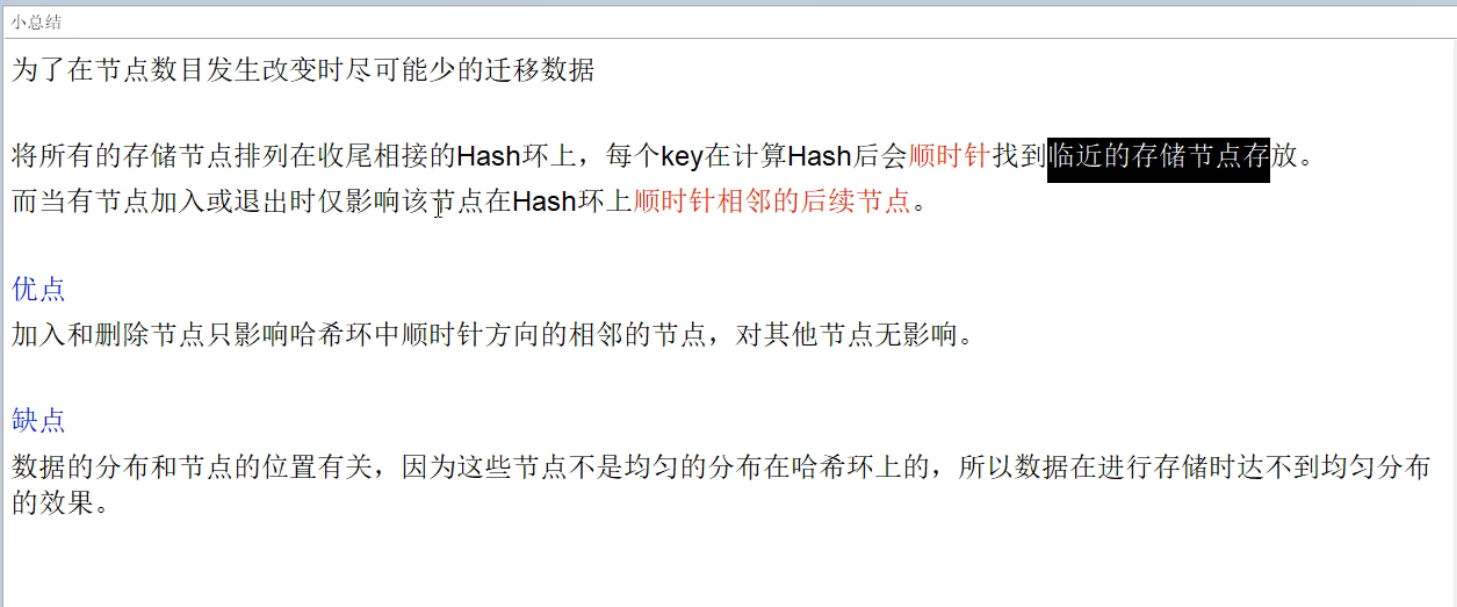 小总结
为了在节点数目发生改变时尽可能少的迁移数据
将所有的存储节点排列在收尾相接的Hash环上，每个key在计算Hash后会顺时针找到临近的存储节点存放。
而当有节点加入或退出时仅影响该节点在Hash环上顺时针相邻的后续节点。
优点
加入和删除节点只影响哈希环中顺时针方向的相邻的节点，对其他节点无影响。
缺点
数据的分布和节点的位置有关，因为这些节点不是均匀的分布在哈希环上的，所以数据在进行存储时达不到均匀分布
的效果。